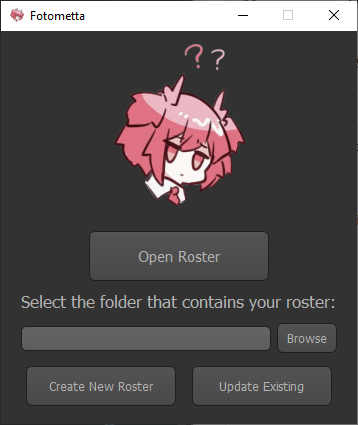 Fotometta
??
Open Roster
Select the folder that contains your roster:
Browse
Create New Roster Update Existing